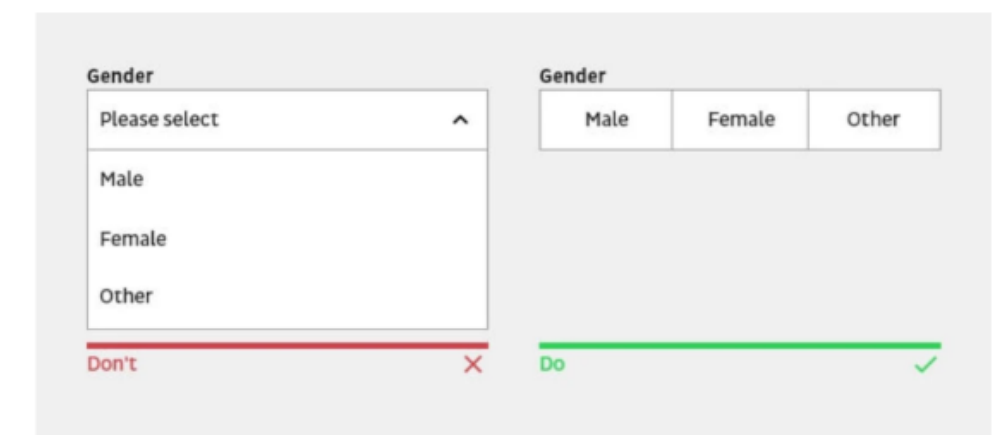 Gender
Please select
Male
Female
Other
Don't
Gender
Male Female Other
Do